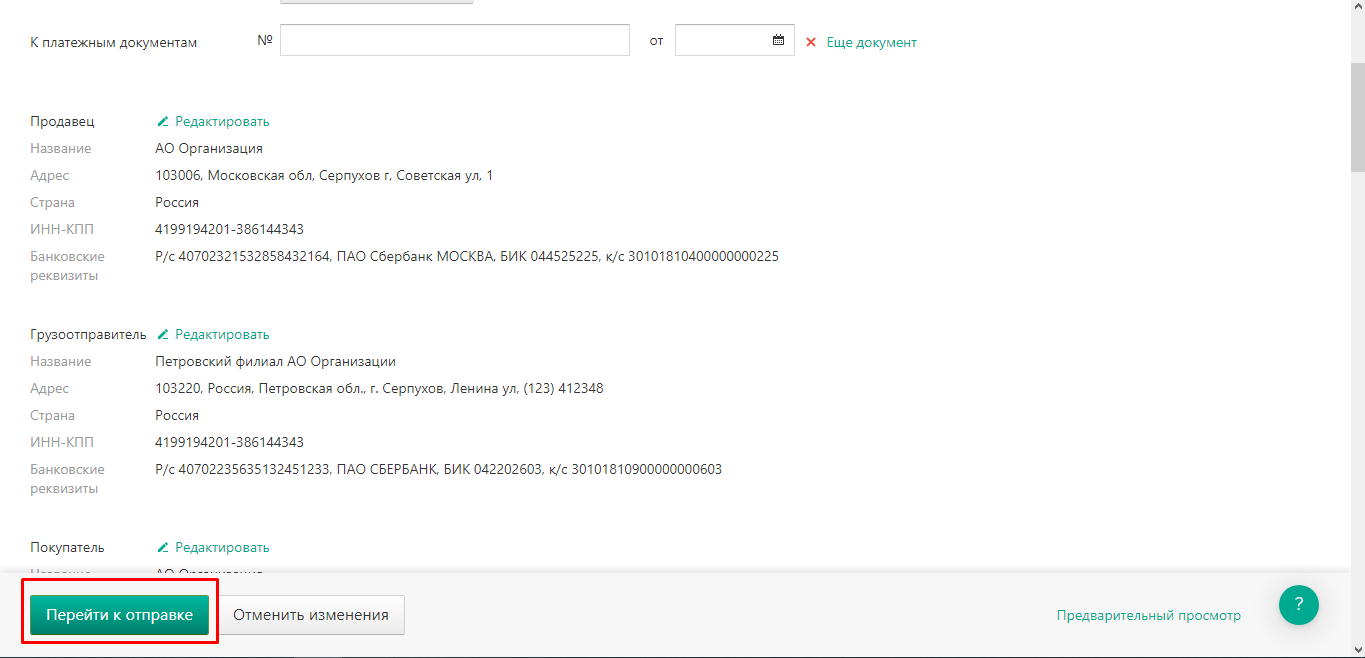 К платежным документам № от Еще документ
Продавец Редактировать
Название АО Организация
Адрес 103006, Московская обл, Серпухов г, Советская ул, 1
Страна Россия
ИНН-КПП 4199194201-386144343
Банковские Р/с 40702321532858432164, ПАО Сбербанк МОСКВА, БИК 044525225, к/с 30101810400000000225
реквизиты
Грузоотправитель Редактировать
Название Петровский филиал АО Организации
Адрес 103220, Россия, Петровская обл., г. Серпухов, Ленина ул, (123) 412348
Страна Россия
ИНН-КПП 4199194201-386144343
Банковские Р/с 40702235635132451233, ПАО СБЕРБАНК, БИК 042202603, к/с 30101810900000000603
реквизиты
Покупатель Редактировать
Название АО Организация
Перейти к отправке Отменить изменения Предварительный просмотр ?